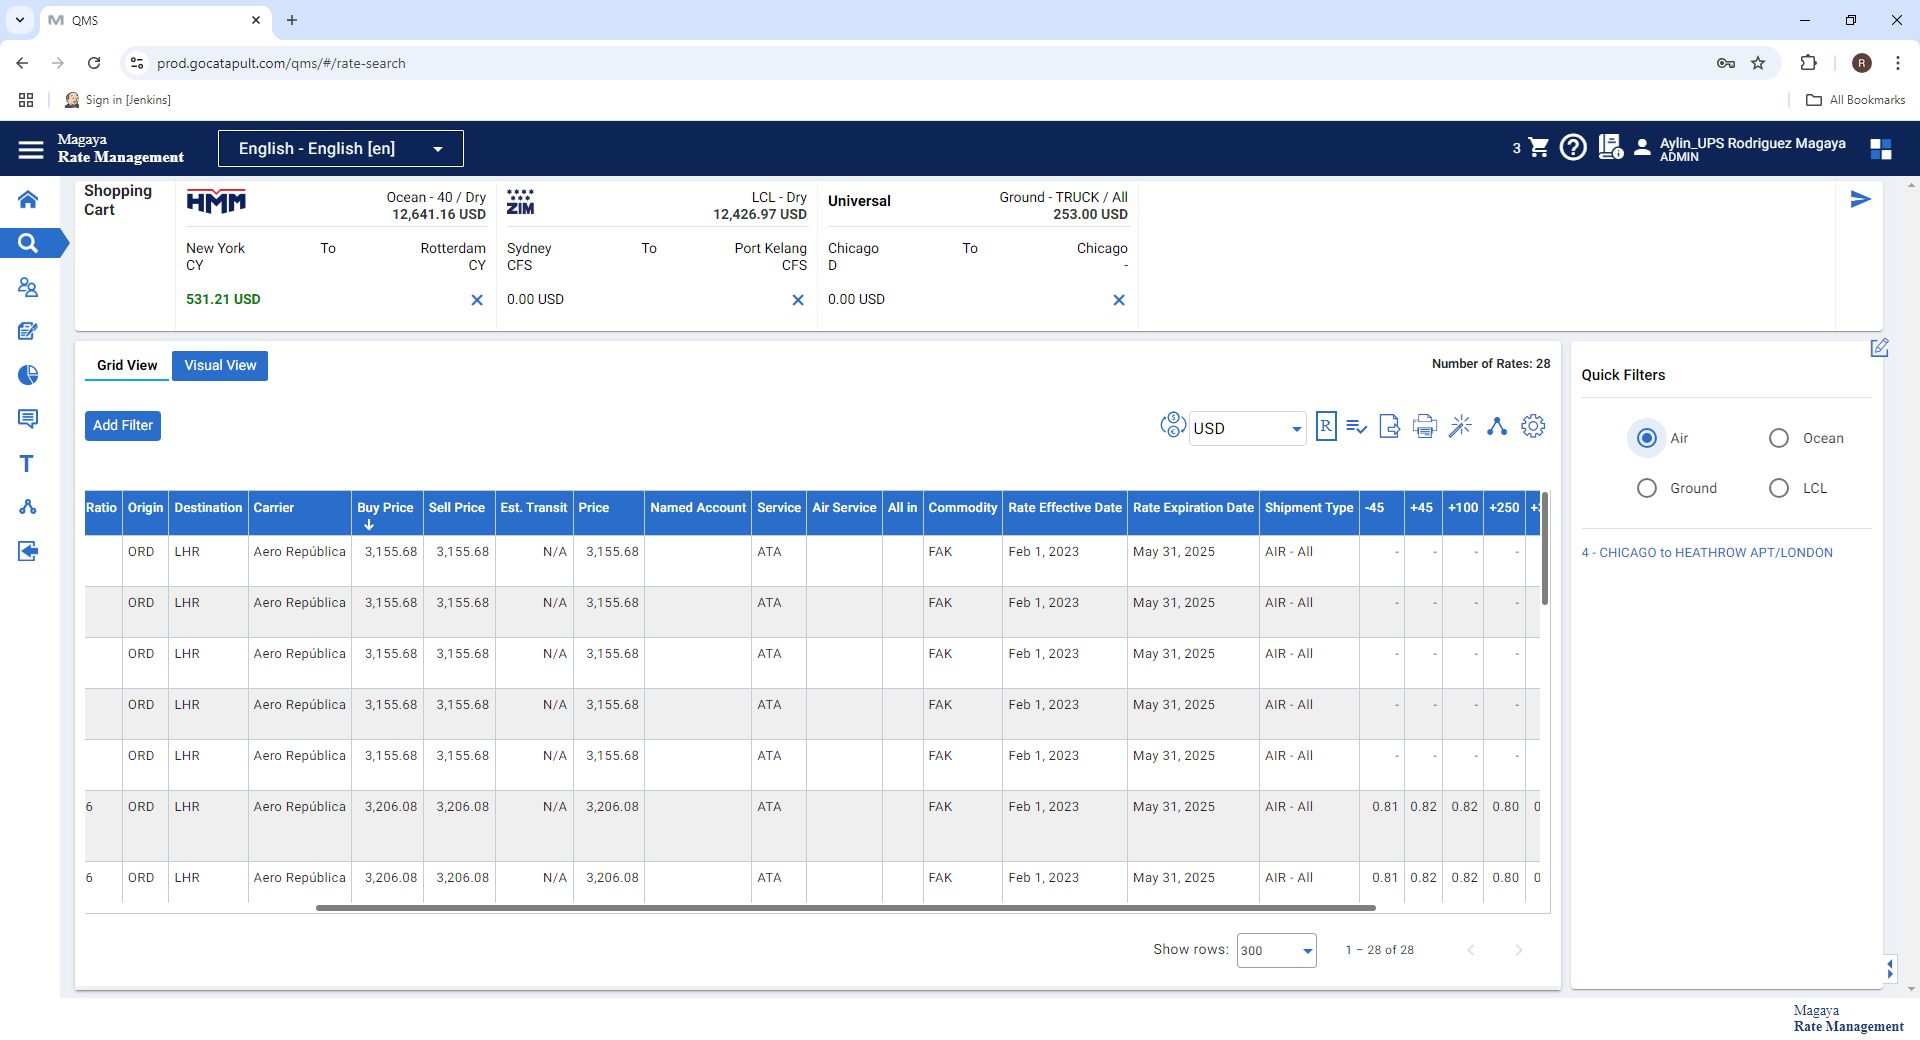 QMS
prod.gocatapult.com/qms/#/rate-search
R
Sign in [Jenkins]
All Bookmarks
Magaya
Rate Management
English - English [en]
3
Aylin_UPS Rodriguez Magaya
ADMIN
Shopping
Cart
HMM
Ocean - 40 / Dry
12,641.16 USD
New York To Rotterdam
CY CY
531.21 USD
ZIM
LCL - Dry
12,426.97 USD
Sydney To Port Kelang
CFS CFS
0.00 USD
Universal
Ground - TRUCK / All
253.00 USD
Chicago To Chicago
D -
0.00 USD
Grid View Visual View
Number of Rates: 28
Add Filter
USD
R
Ratio Origin Destination Carrier Buy Price Sell Price Est. Transit Price Named Account Service Air Service All in Commodity Rate Effective Date Rate Expiration Date Shipment Type -45 +45 +100 +250
ORD LHR Aero República 3,155.68 3,155.68 N/A 3,155.68 ATA FAK Feb 1, 2023 May 31, 2025 AIR - All - - - -
ORD LHR Aero República 3,155.68 3,155.68 N/A 3,155.68 ATA FAK Feb 1, 2023 May 31, 2025 AIR - All - - - -
ORD LHR Aero República 3,155.68 3,155.68 N/A 3,155.68 ATA FAK Feb 1, 2023 May 31, 2025 AIR - All - - - -
ORD LHR Aero República 3,155.68 3,155.68 N/A 3,155.68 ATA FAK Feb 1, 2023 May 31, 2025 AIR - All - - - -
ORD LHR Aero República 3,155.68 3,155.68 N/A 3,155.68 ATA FAK Feb 1, 2023 May 31, 2025 AIR - All - - - -
6 ORD LHR Aero República 3,206.08 3,206.08 N/A 3,206.08 ATA FAK Feb 1, 2023 May 31, 2025 AIR - All 0.81 0.82 0.82 0.80 0
6 ORD LHR Aero República 3,206.08 3,206.08 N/A 3,206.08 ATA FAK Feb 1, 2023 May 31, 2025 AIR - All 0.81 0.82 0.82 0.80 0
Show rows: 300 1 – 28 of 28
Quick Filters
Air Ocean
Ground LCL
4 - CHICAGO to HEATHROW APT/LONDON
Magaya
Rate Management